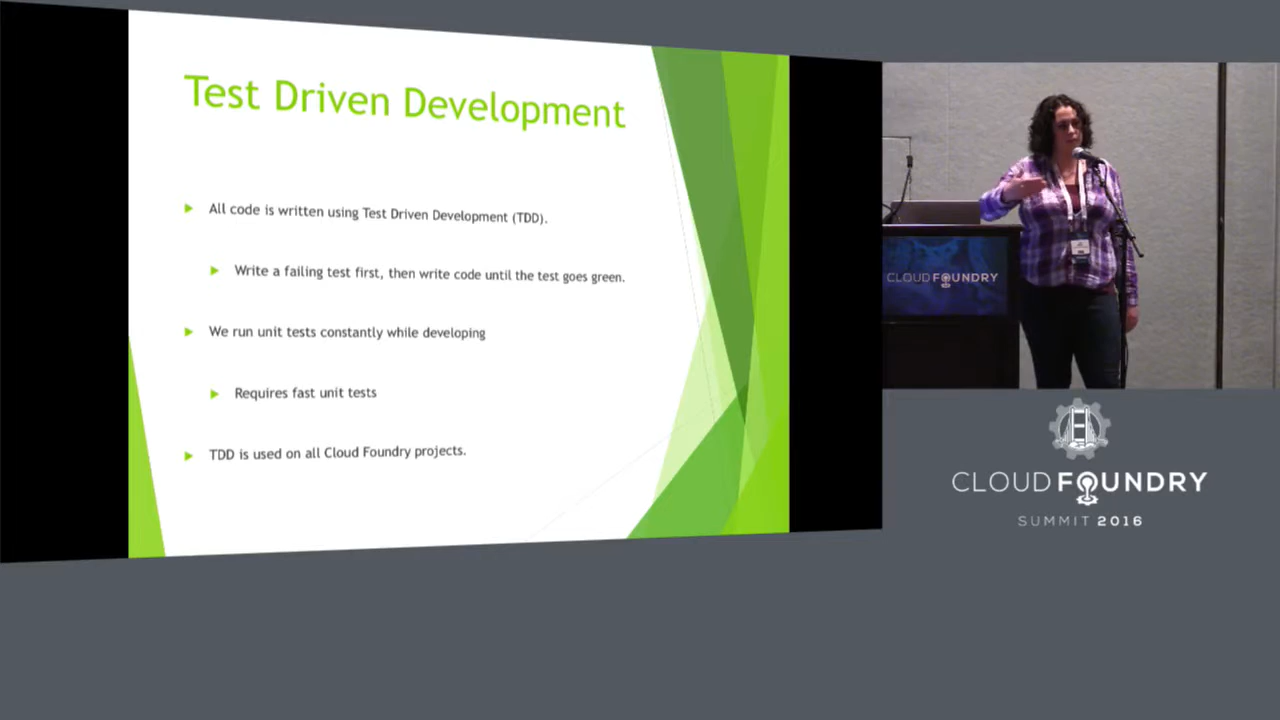 Test Driven Development
All code is written using Test Driven Development (TDD).
Write a failing test first, then write code until the test goes green.
We run unit tests constantly while developing
Requires fast unit tests
TDD is used on all Cloud Foundry projects.
CLOUD FOUNDRY
CLOUD FOUNDRY
SUMMIT 2016